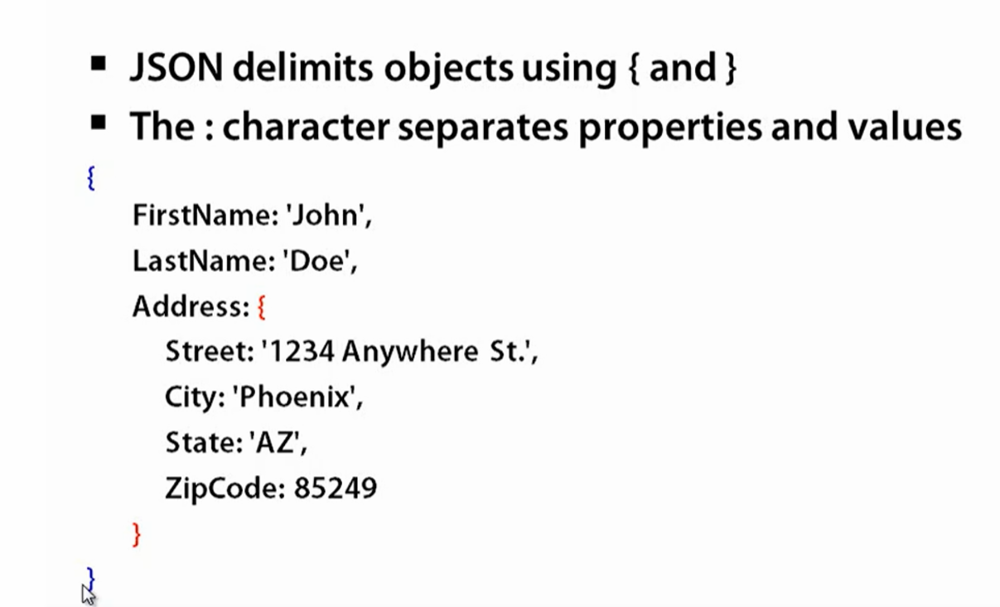 ▪ JSON delimits objects using { and }
▪ The : character separates properties and values
{
FirstName: 'John',
LastName: 'Doe',
Address: {
Street: '1234 Anywhere St.',
City: 'Phoenix',
State: 'AZ',
ZipCode: 85249
}
}